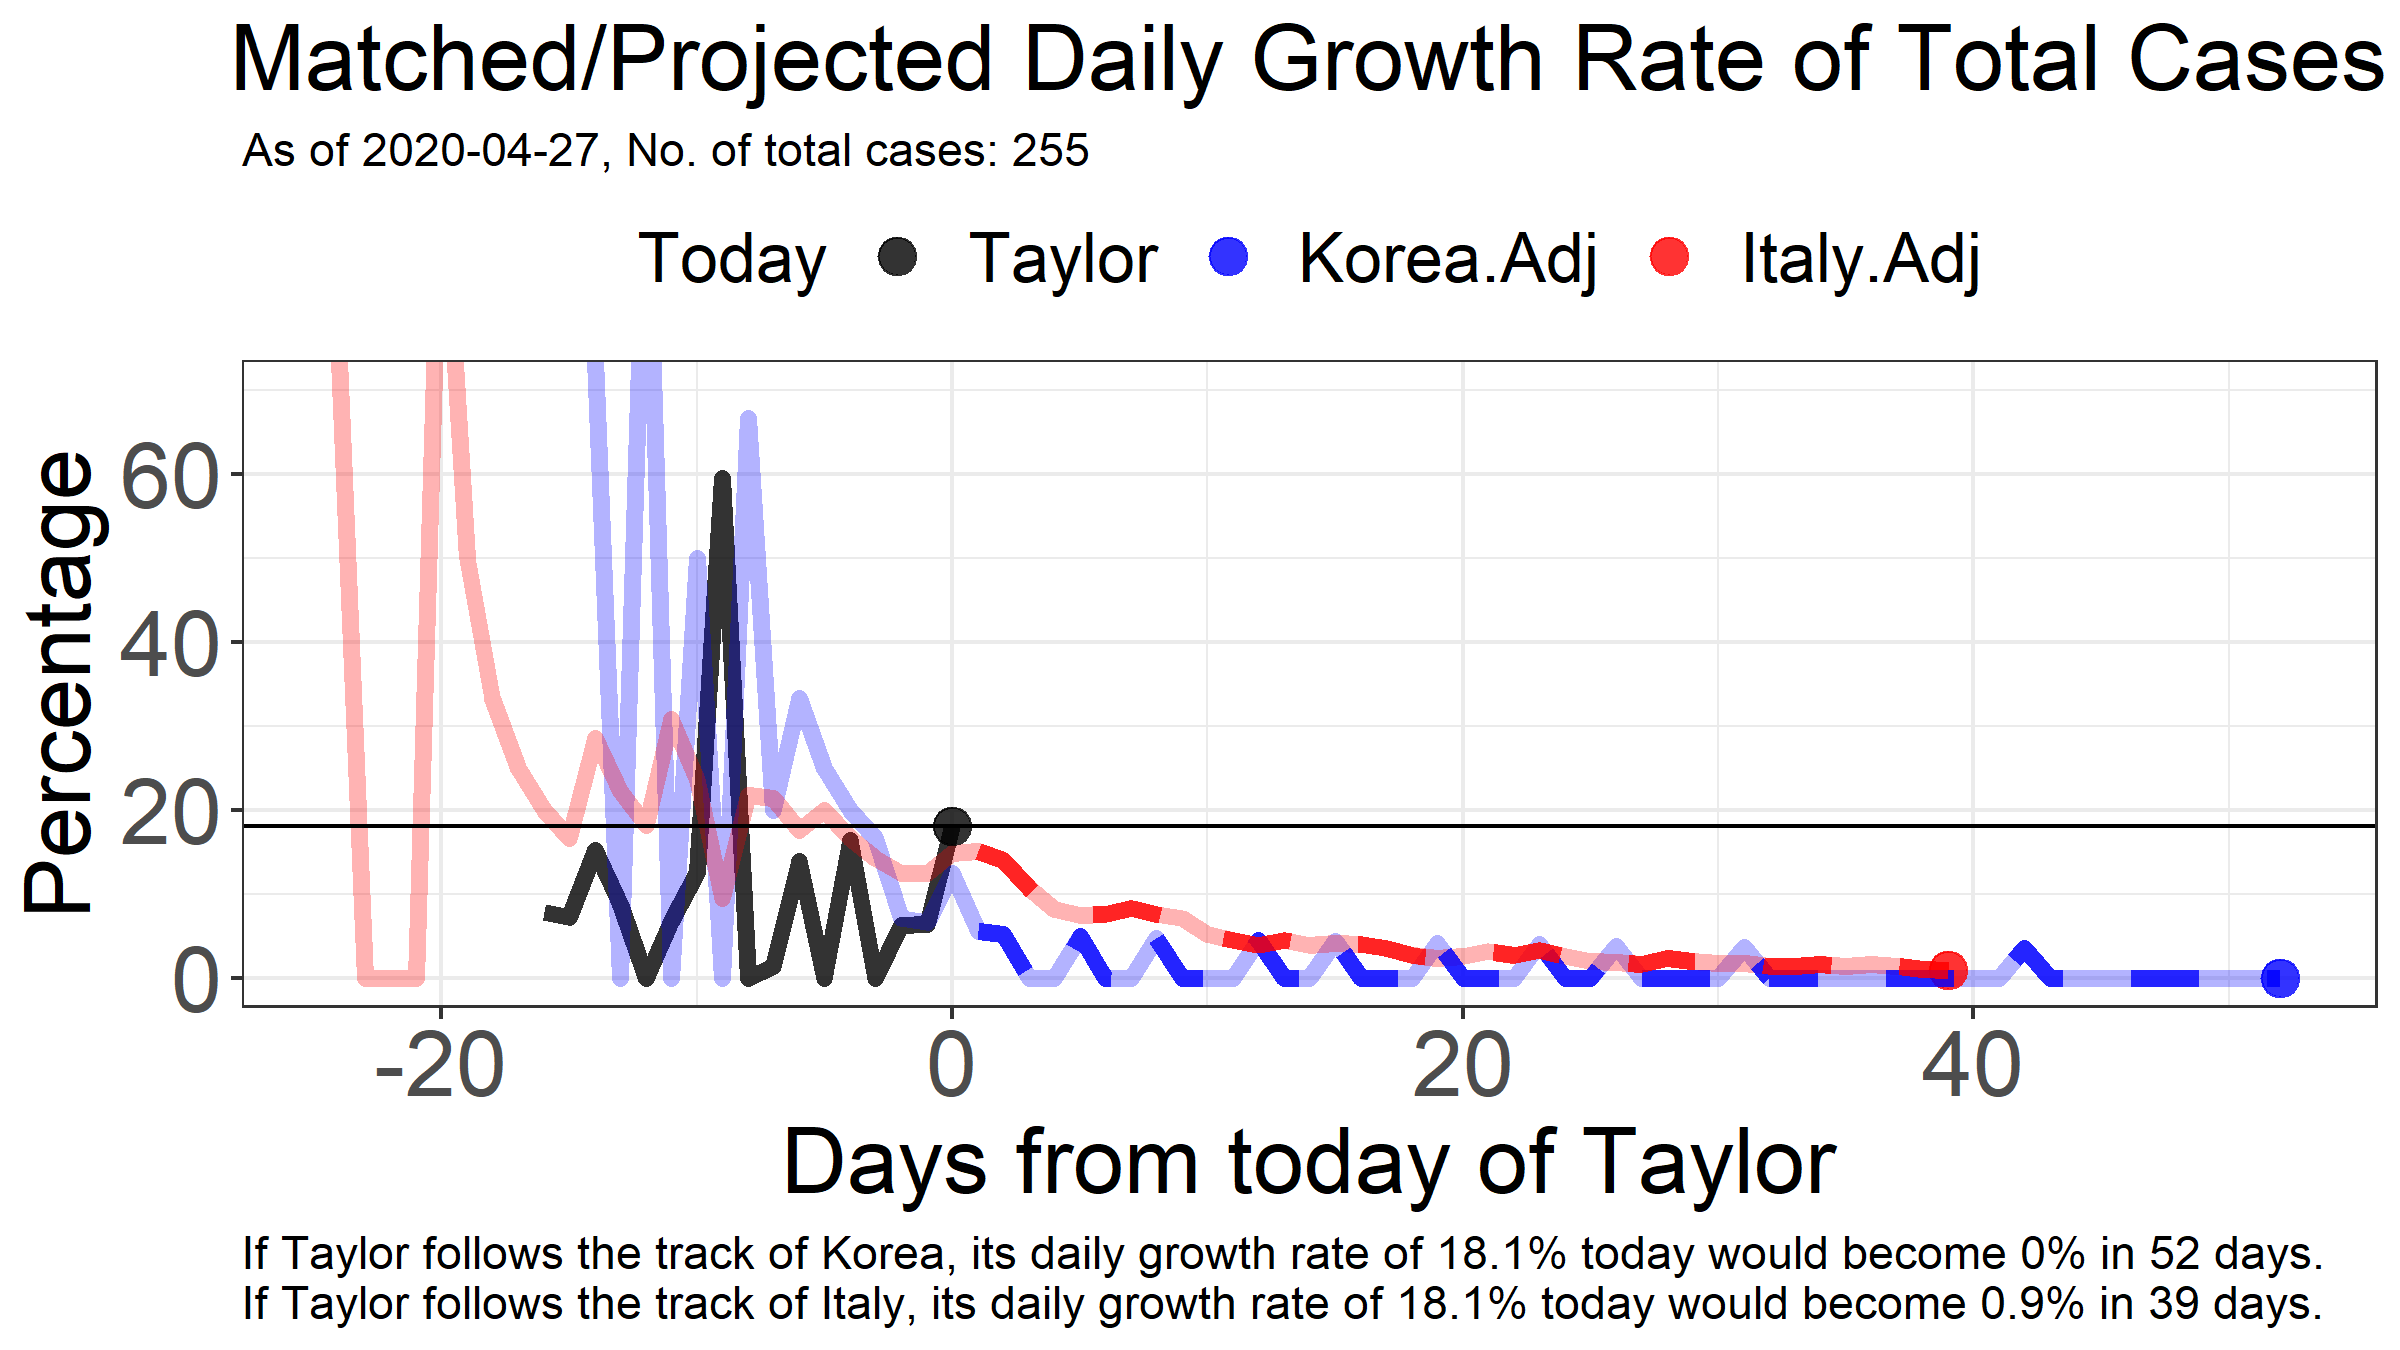 Matched/Projected Daily Growth Rate of Total Cases
As of 2020-04-27, No. of total cases: 255
Today Taylor Korea.Adj Italy.Adj
Percentage
60
40
20
0
-20 0 20 40
Days from today of Taylor
If Taylor follows the track of Korea, its daily growth rate of 18.1% today would become 0% in 52 days.
If Taylor follows the track of Italy, its daily growth rate of 18.1% today would become 0.9% in 39 days.